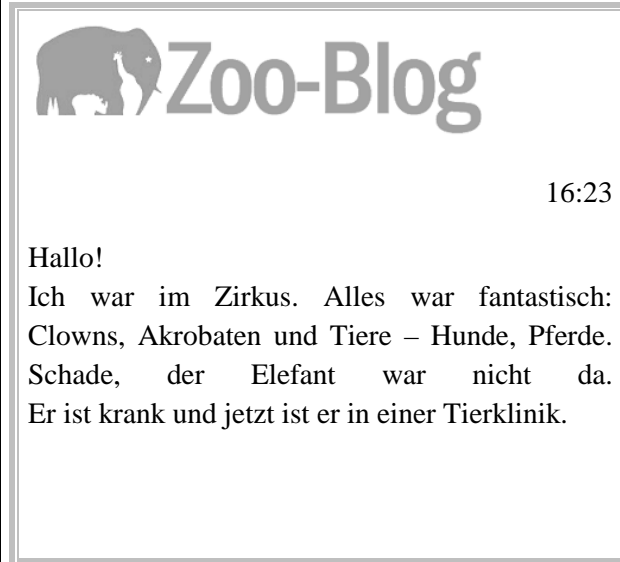 Zoo-Blog
16:23
Hallo!
Ich war im Zirkus. Alles war fantastisch:
Clowns, Akrobaten und Tiere – Hunde, Pferde.
Schade, der Elefant war nicht da.
Er ist krank und jetzt ist er in einer Tierklinik.